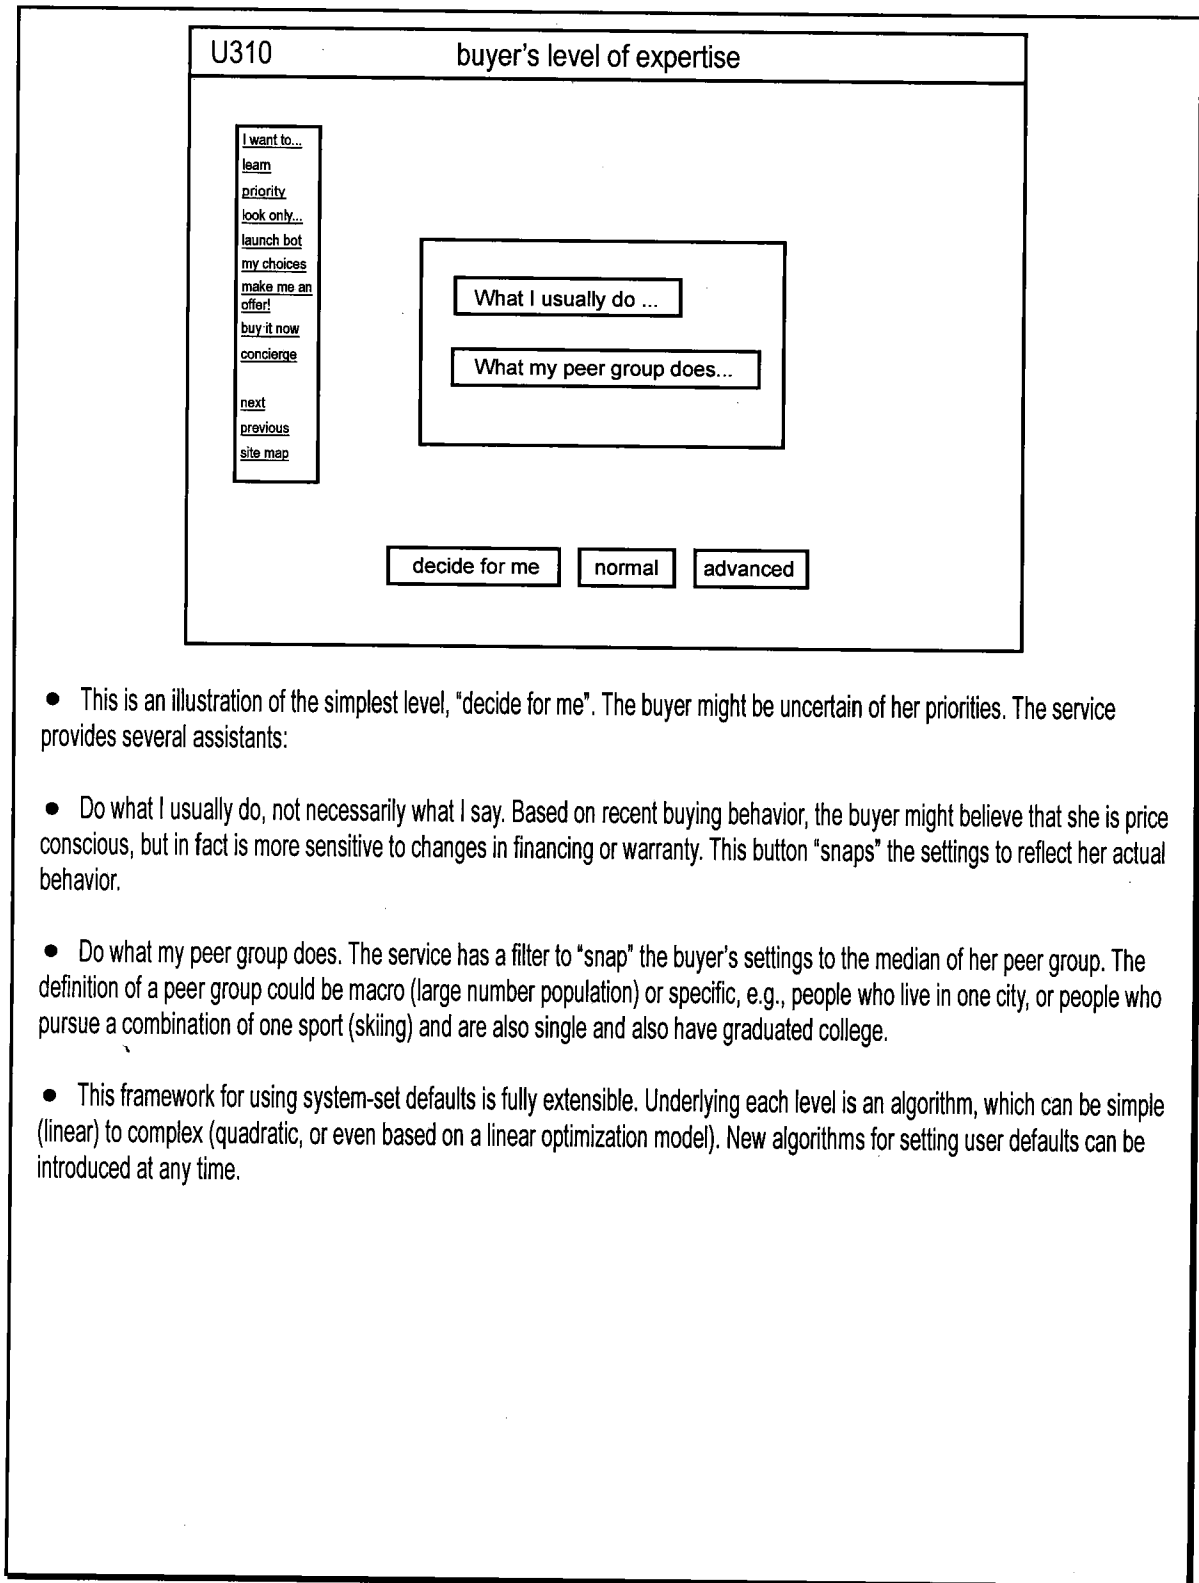 U310 buyer's level of expertise
I want to...
learn
priority
look only...
launch bot
my choices
make me an
offer!
buy it now
concierge
next
previous
site map
What I usually do ...
What my peer group does...
decide for me normal advanced
● This is an illustration of the simplest level, "decide for me". The buyer might be uncertain of her priorities. The service
provides several assistants:
● Do what I usually do, not necessarily what I say. Based on recent buying behavior, the buyer might believe that she is price
conscious, but in fact is more sensitive to changes in financing or warranty. This button "snaps" the settings to reflect her actual
behavior.
● Do what my peer group does. The service has a filter to "snap" the buyer's settings to the median of her peer group. The
definition of a peer group could be macro (large number population) or specific, e.g., people who live in one city, or people who
pursue a combination of one sport (skiing) and are also single and also have graduated college.
● This framework for using system-set defaults is fully extensible. Underlying each level is an algorithm, which can be simple
(linear) to complex (quadratic, or even based on a linear optimization model). New algorithms for setting user defaults can be
introduced at any time.